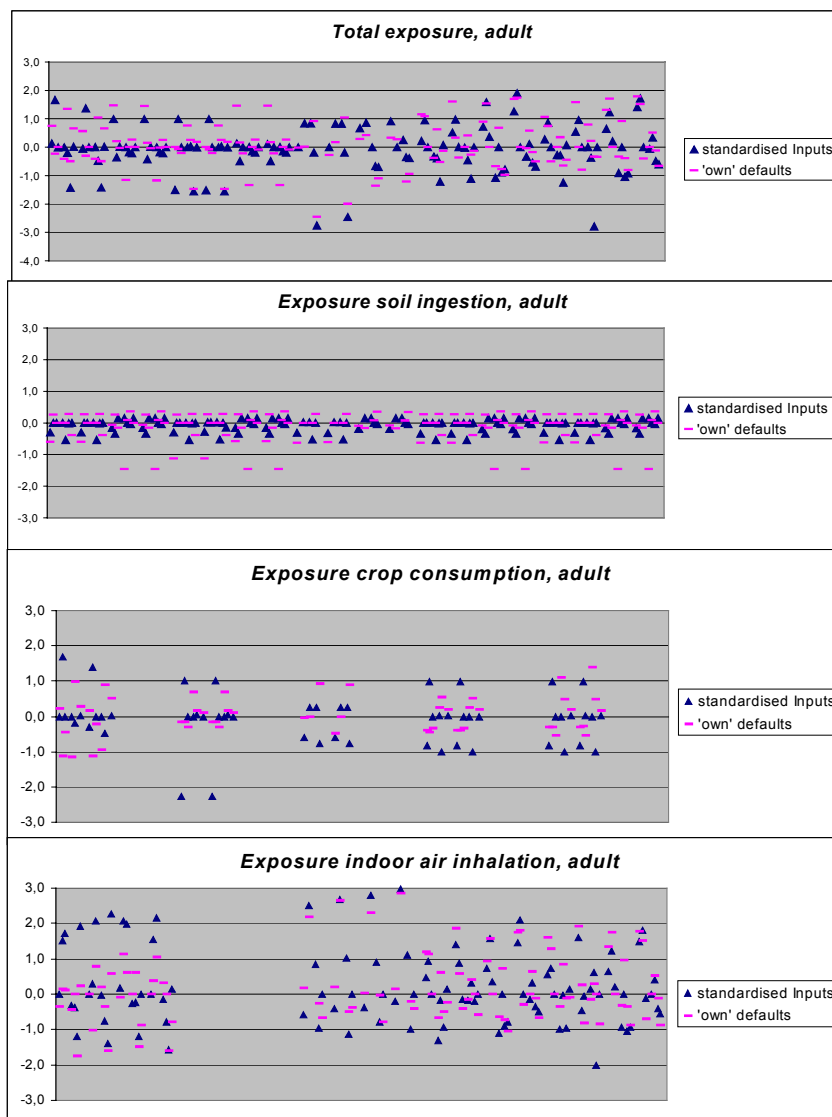 Total exposure, adult
3,0
2,0
1,0
0,0
-1,0
-2,0
-3,0
-4,0
standardised Inputs
'own' defaults
Exposure soil ingestion, adult
3,0
2,0
1,0
0,0
-1,0
-2,0
-3,0
standardised Inputs
'own' defaults
Exposure crop consumption, adult
3,0
2,0
1,0
0,0
-1,0
-2,0
-3,0
standardised Inputs
'own' defaults
Exposure indoor air inhalation, adult
3,0
2,0
1,0
0,0
-1,0
-2,0
-3,0
standardised Inputs
'own' defaults